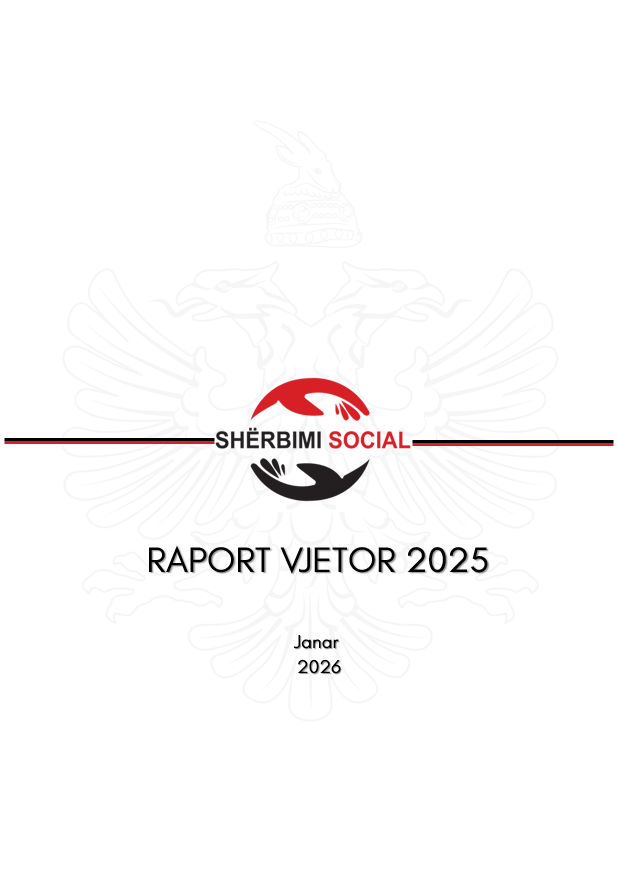 SHËRBIMI SOCIAL
RAPORT VJETOR 2025
Janar
2026